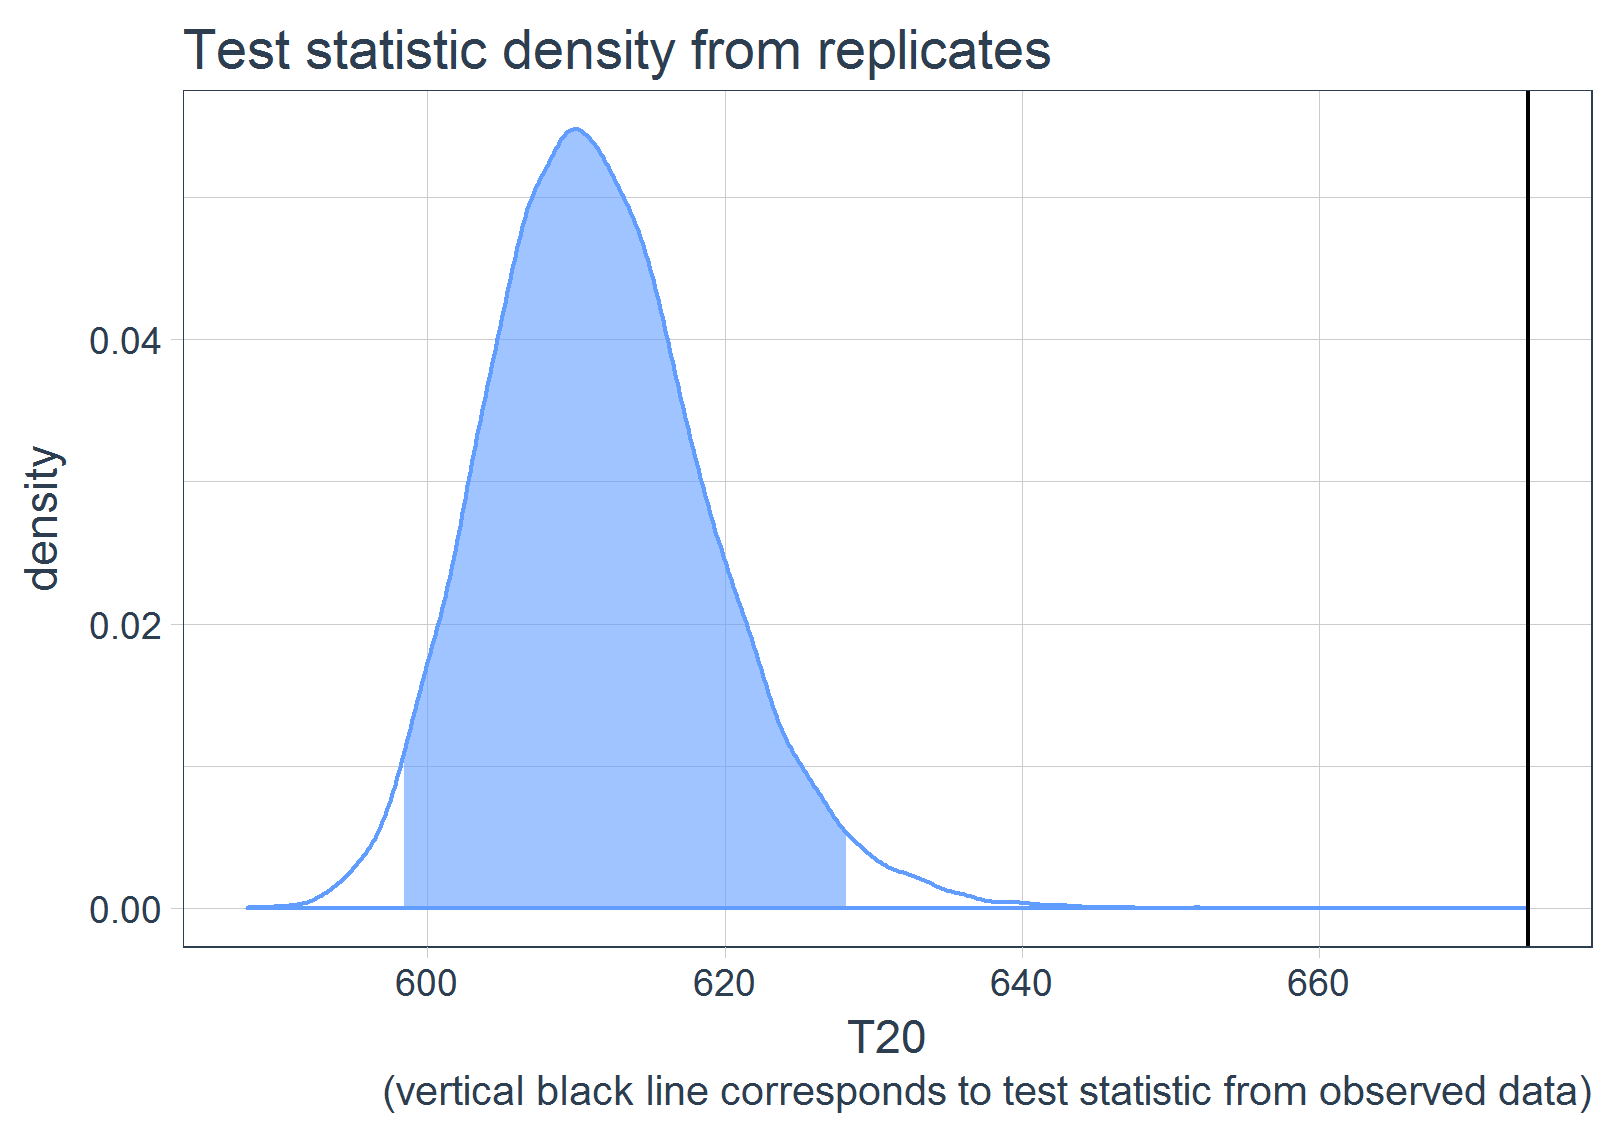 Test statistic density from replicates
density
0.04
0.02
0.00
600 620 640 660
T20
(vertical black line corresponds to test statistic from observed data)